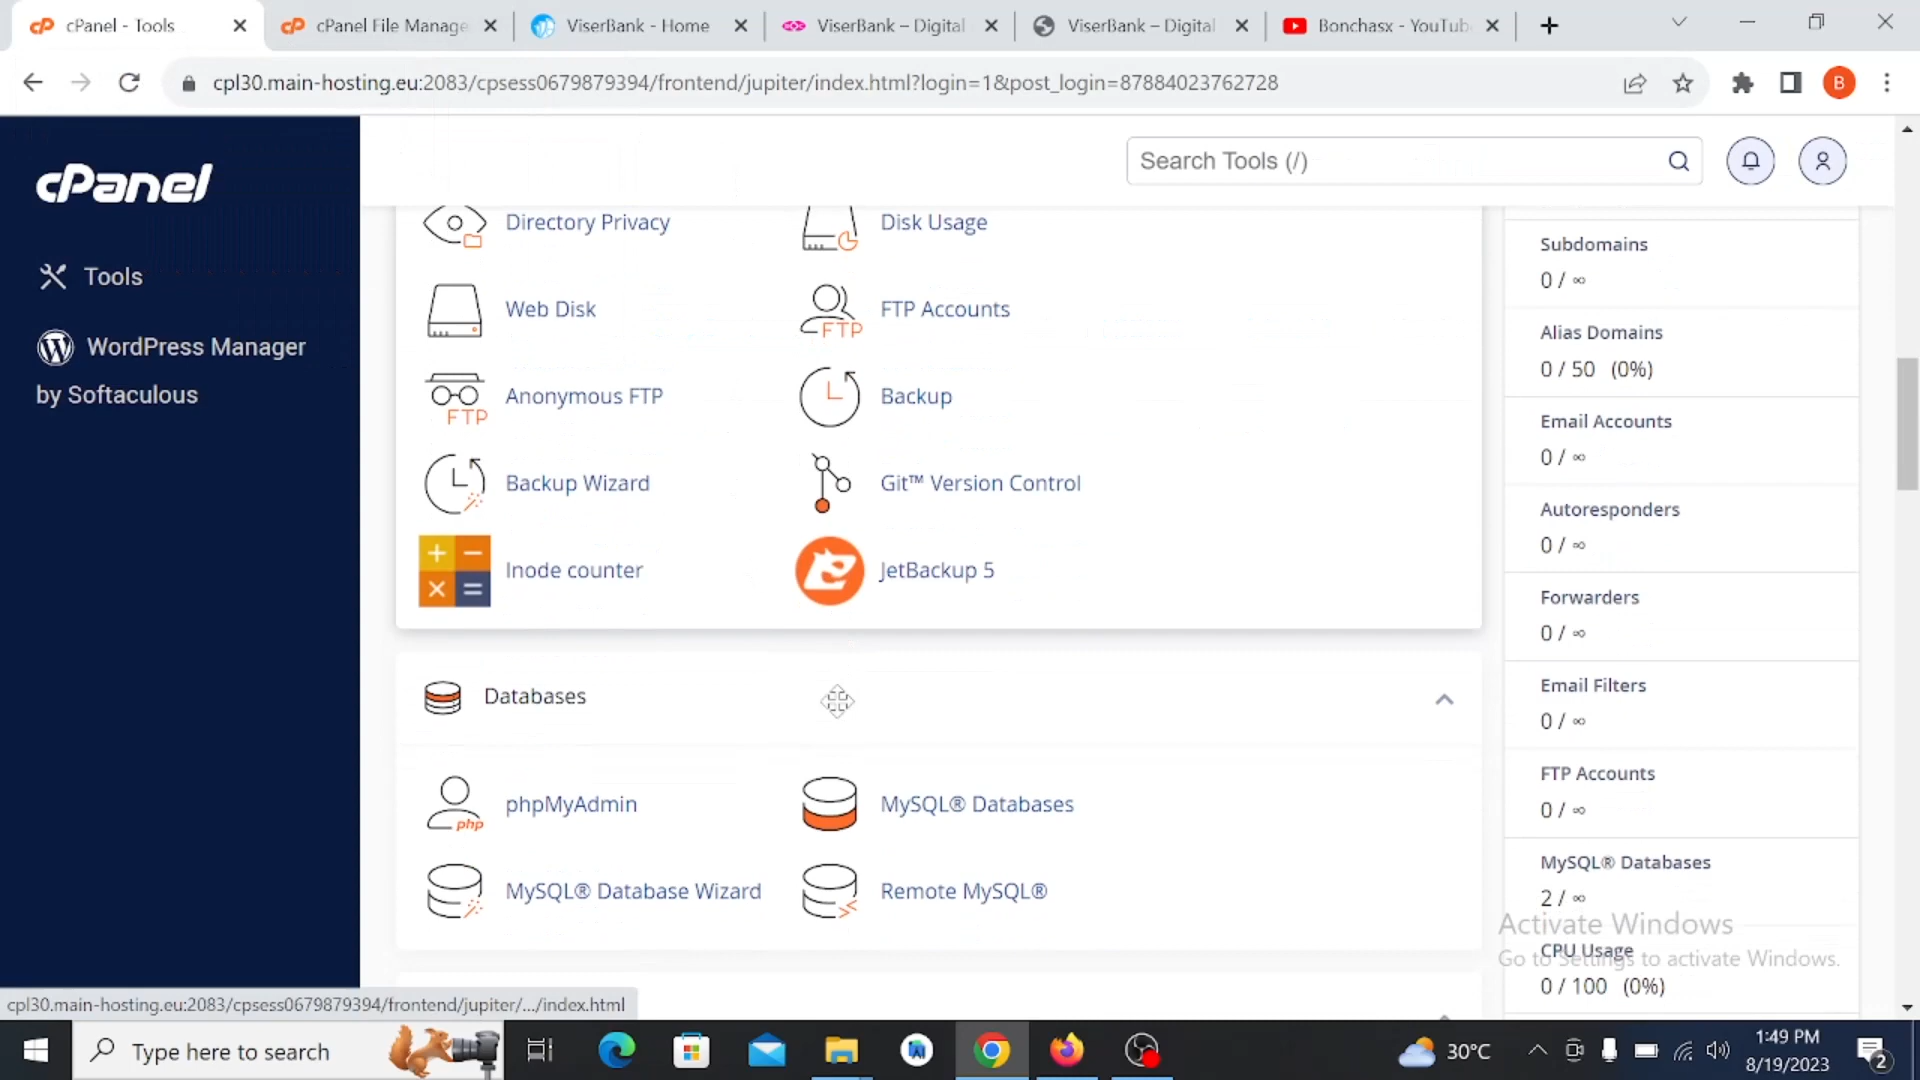 cPanel - Tools
cPanel File Manage
ViserBank - Home
ViserBank – Digital
ViserBank – Digital
Bonchasx - YouTub
cpl30.main-hosting.eu:2083/cpsess0679879394/frontend/jupiter/index.html?login=1&post_login=87884023762728
B
cPanel
Search Tools (/)
Tools
WordPress Manager
by Softaculous
Directory Privacy
Disk Usage
Web Disk
FTP
FTP Accounts
FTP
Anonymous FTP
Backup
Backup Wizard
Git™ Version Control
Inode counter
JetBackup 5
Databases
php
phpMyAdmin
MySQL® Databases
MySQL® Database Wizard
Remote MySQL®
Subdomains
0 / ∞
Alias Domains
0 / 50 (0%)
Email Accounts
0 / ∞
Autoresponders
0 / ∞
Forwarders
0 / ∞
Email Filters
0 / ∞
FTP Accounts
0 / ∞
MySQL® Databases
2 / ∞
Activate Windows
CPU Usage
Go to Settings to activate Windows.
0 / 100 (0%)
cpl30.main-hosting.eu:2083/cpsess0679879394/frontend/jupiter/.../index.html
Type here to search
30°C
1:49 PM
8/19/2023
2